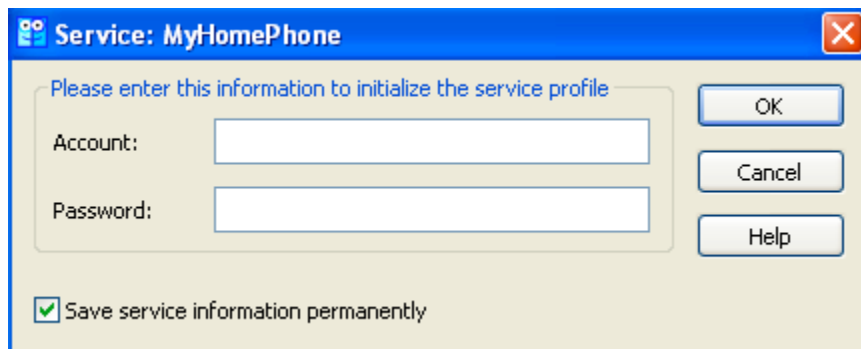 Service: MyHomePhone
Please enter this information to initialize the service profile
OK
Account:
Cancel
Password:
Help
Save service information permanently